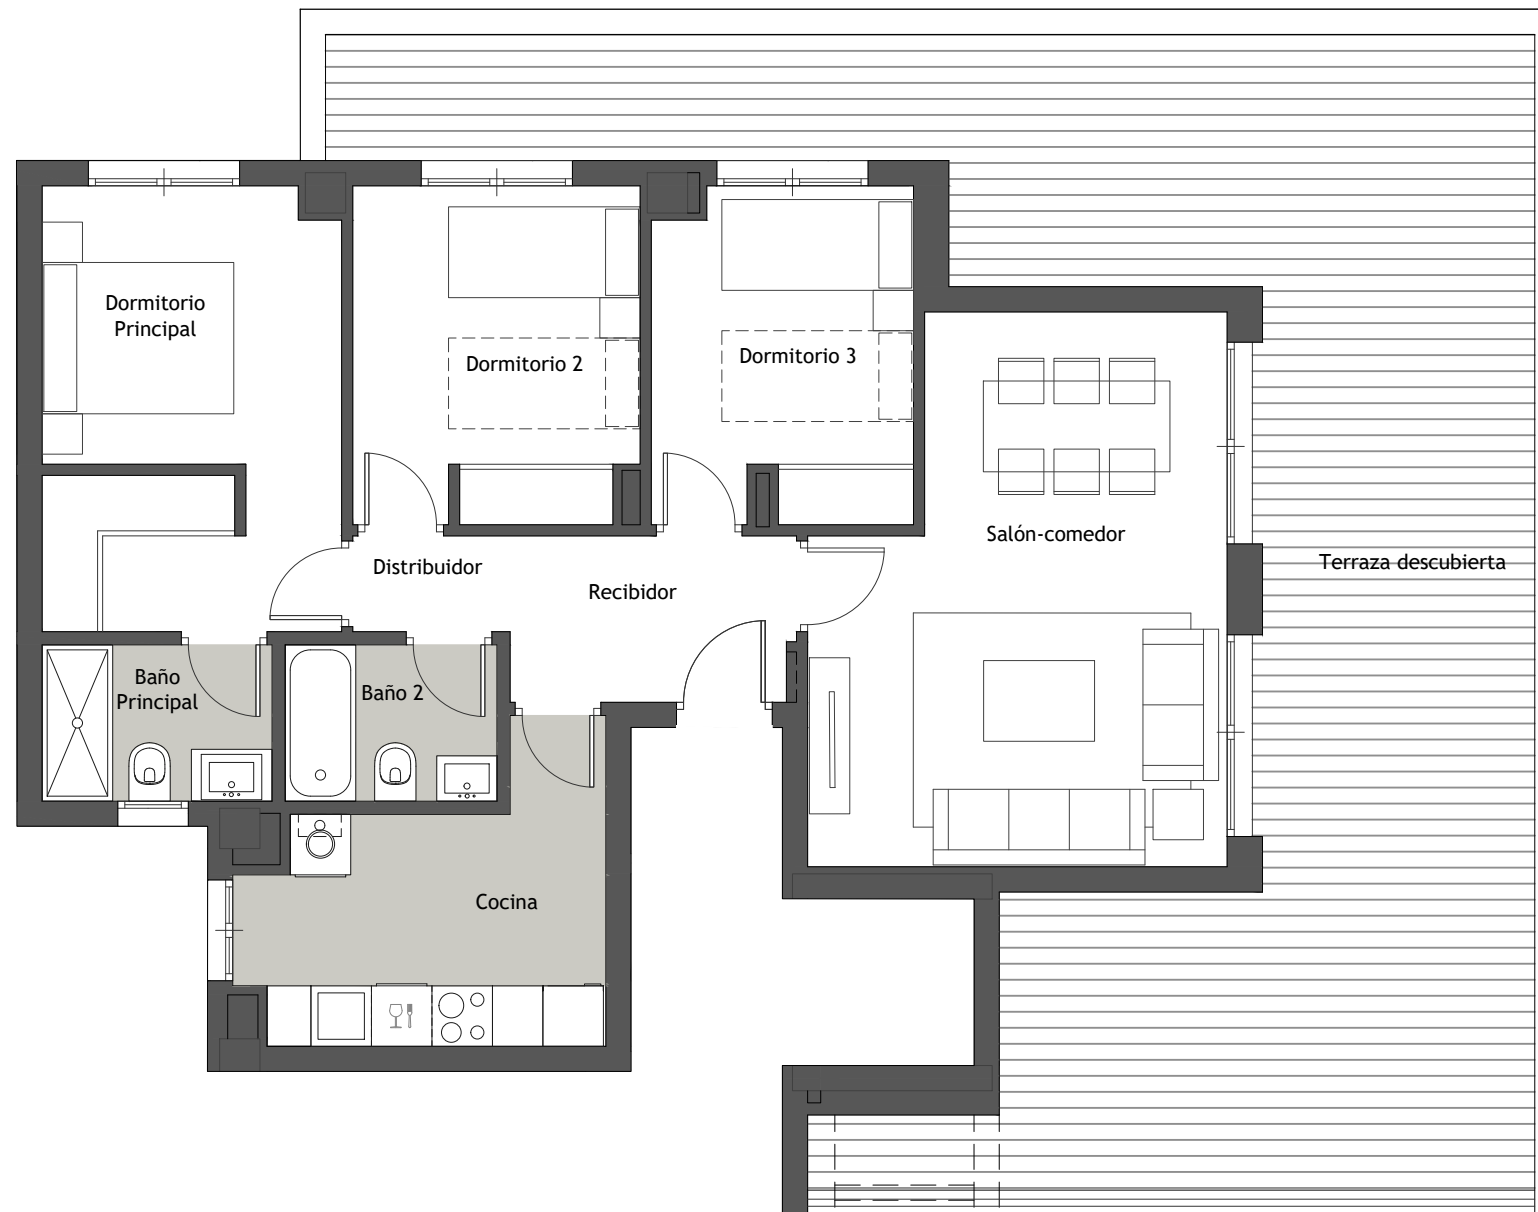 Dormitorio
Principal
Dormitorio 2
Dormitorio 3
Salón-comedor
Terraza descubierta
Distribuidor
Recibidor
Baño
Principal
Baño 2
Cocina